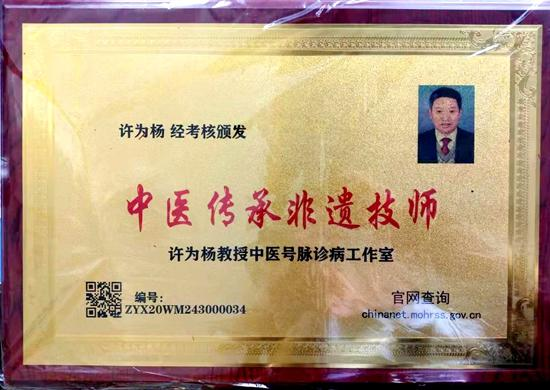 许为杨 经考核颁发
中医传承非遗技师
许为杨教授中医号脉诊病工作室
编号:
ZYX20WM243000034
官网查询
chinanet.mohrss.gov.cn